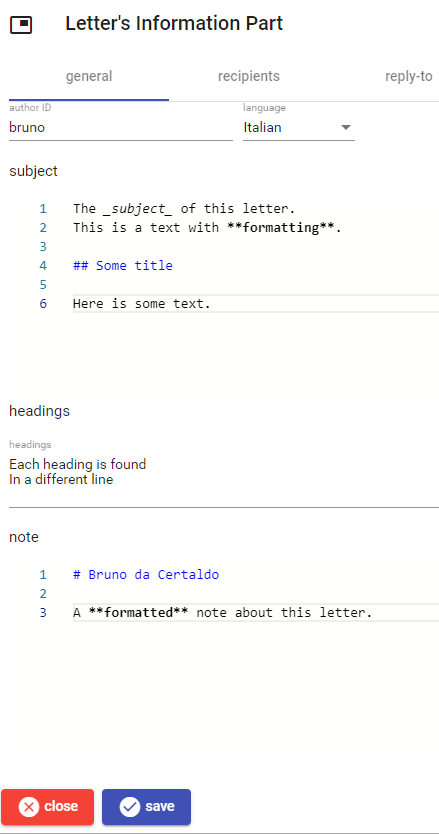 Letter's Information Part
general recipients reply-to
author ID language
bruno Italian
subject
1 The _subject_ of this letter.
2 This is a text with **formatting**.
3
4 ## Some title
5
6 Here is some text.
headings
headings
Each heading is found
In a different line
note
1 # Bruno da Certaldo
2
3 A **formatted** note about this letter.
close save